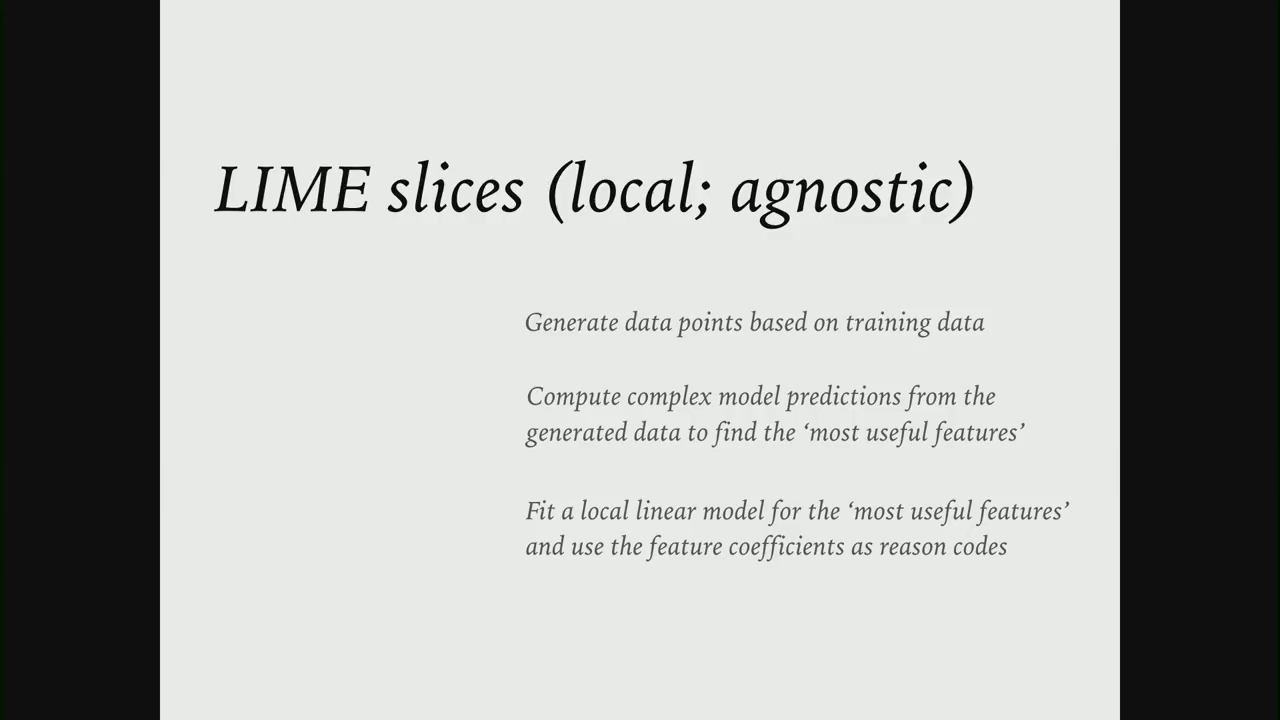 LIME slices (local; agnostic)
Generate data points based on training data
Compute complex model predictions from the
generated data to find the ‘most useful features’
Fit a local linear model for the ‘most useful features’
and use the feature coefficients as reason codes